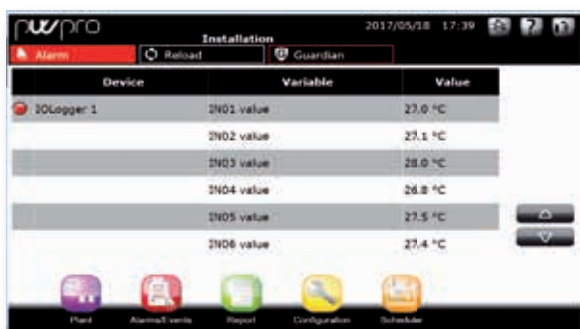 pwpro
Installation
2017/05/18 17:39
?
Alarm
Reload
Guardian
Device Variable Value
IOLogger 1 IN01 value 27.0 °C
IN02 value 27.1 °C
IN03 value 28.0 °C
IN04 value 26.8 °C
IN05 value 27.5 °C
IN06 value 27.4 °C
Plant Alarms/Events Report Configuration Scheduler